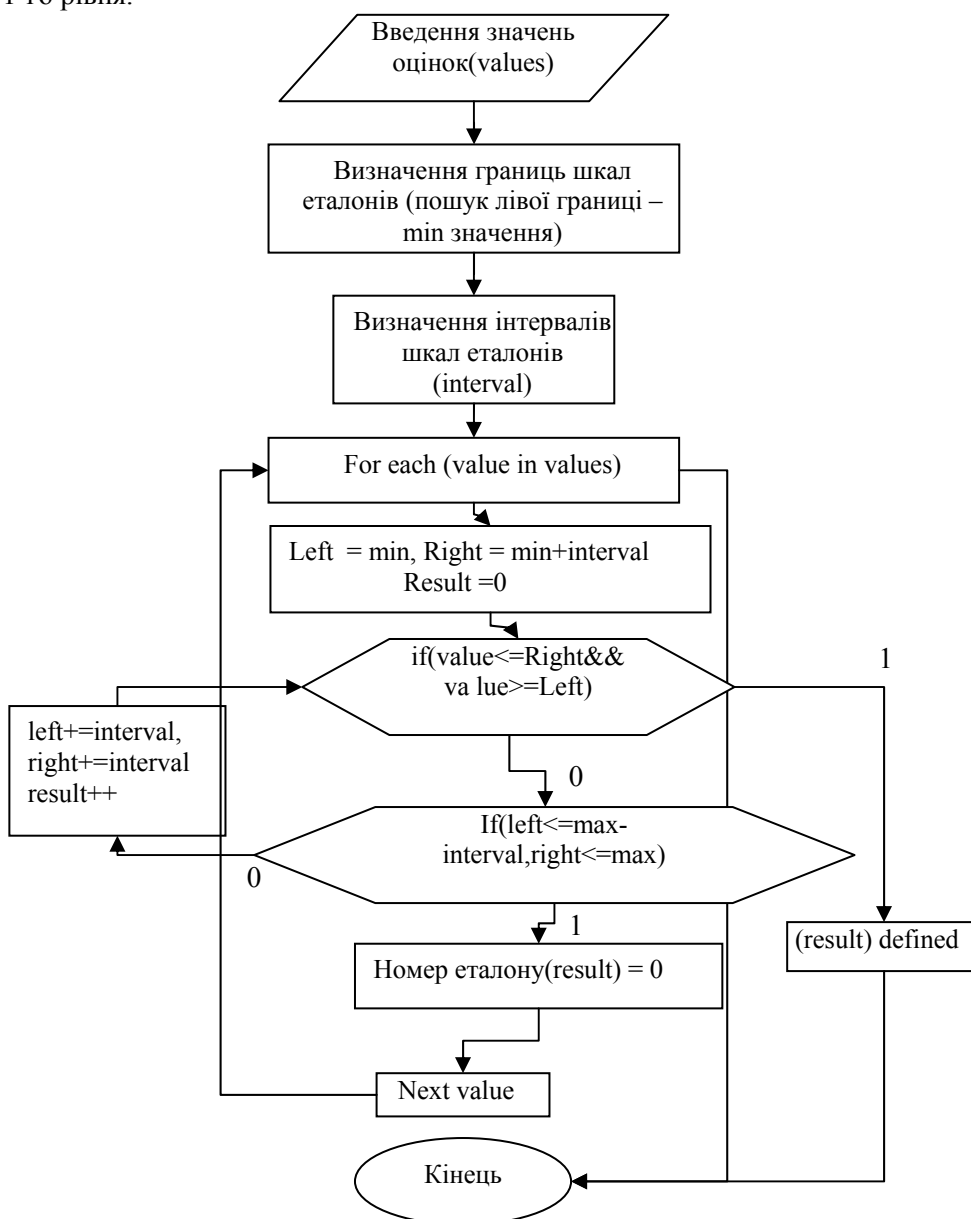 Введення значень
оцінок(values)
Визначення границь шкал
еталонів (пошук лівої границі –
min значення)
Визначення інтервалів
шкал еталонів
(interval)
For each (value in values)
Left = min, Right = min+interval
Result =0
if(value<=Right&&
va lue>=Left)
1
left+=interval,
right+=interval
result++
0
If(left<=max-
interval,right<=max)
0
1
(result) defined
Номер еталону(result) = 0
Next value
Кінець